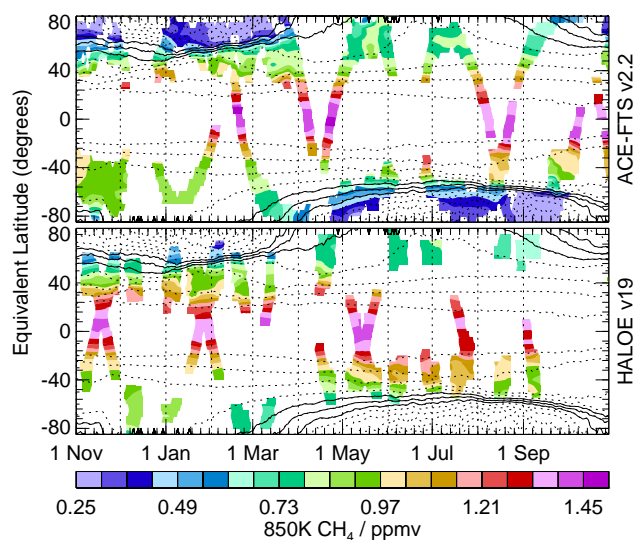 80
40
0
-40
-80
ACE-FTS v2.2
Equivalent Latitude (degrees)
80
40
0
-40
-80
HALOE v19
1 Nov 1 Jan 1 Mar 1 May 1 Jul 1 Sep
0.25 0.49 0.73 0.97 1.21 1.45
850K CH₄ / ppmv